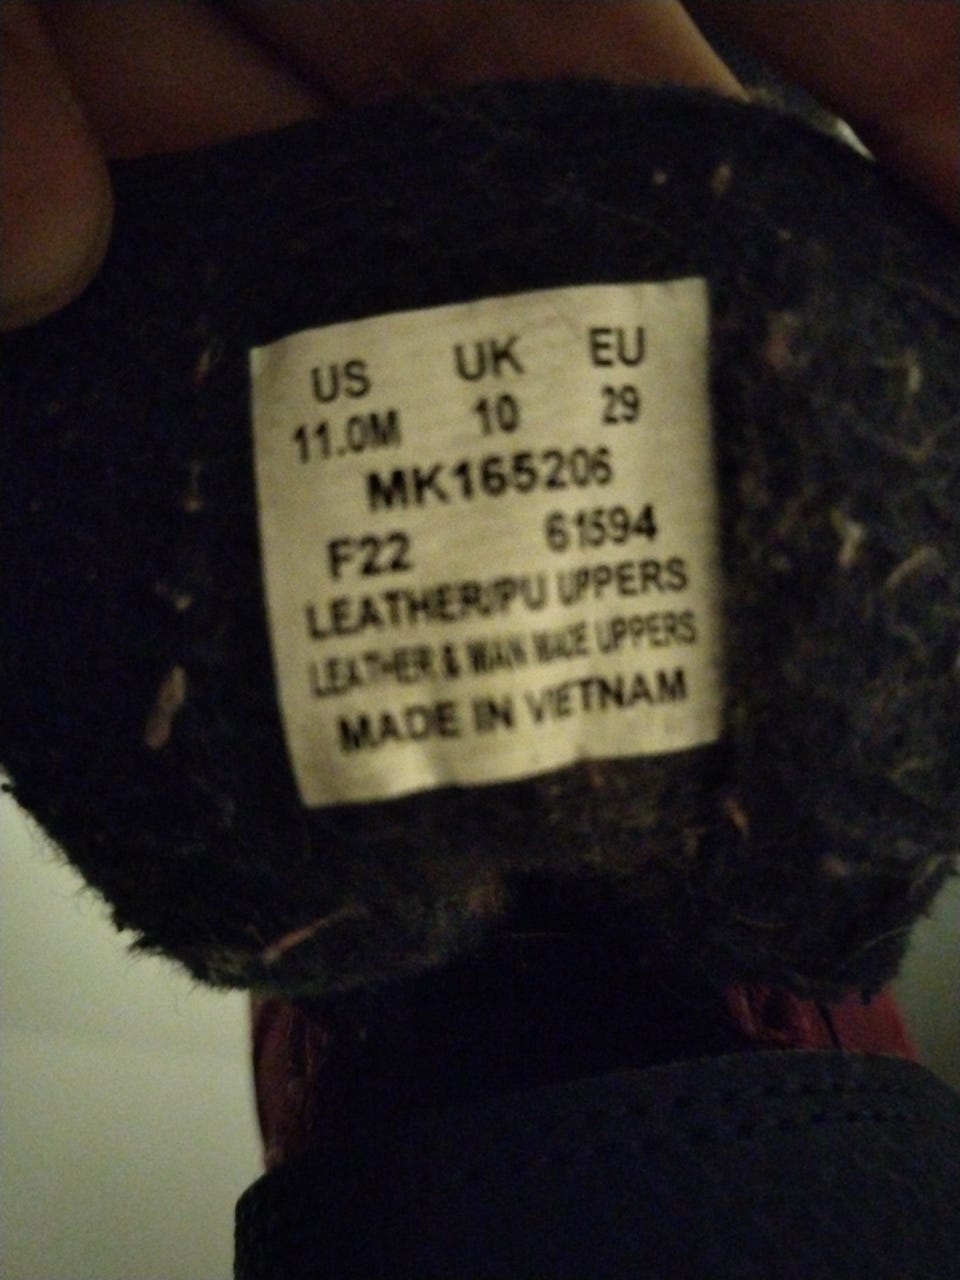 US UK EU
11.0M 10 29
MK165206
F22 61594
LEATHER/PU UPPERS
LEATHER & MAN MADE UPPERS
MADE IN VIETNAM